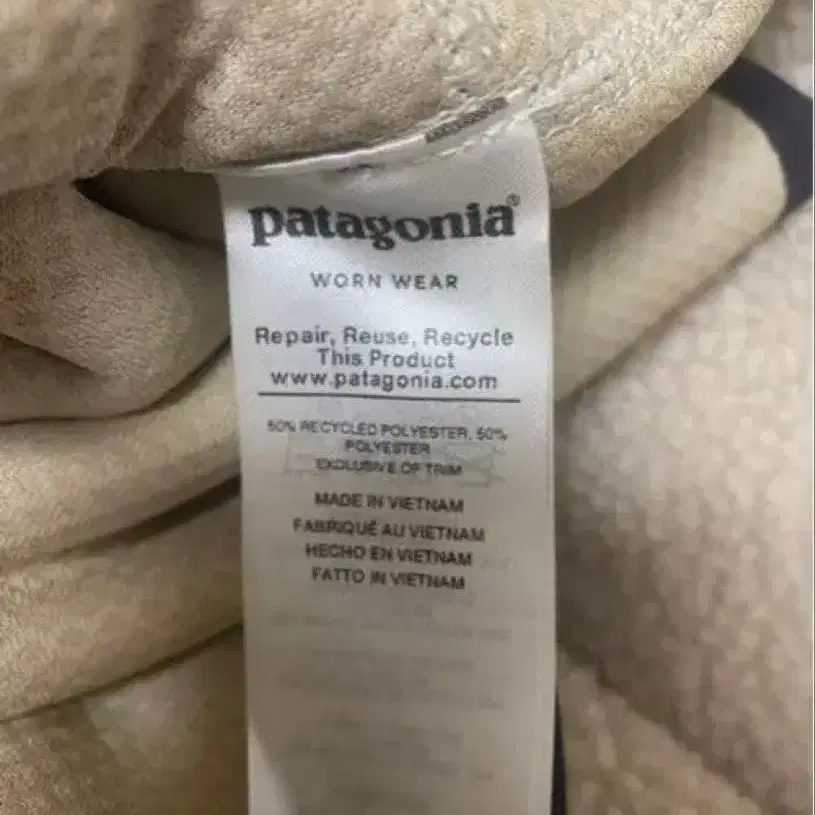 patagonia®
WORN WEAR
Repair, Reuse, Recycle
This Product
www.patagonia.com
50% RECYCLED POLYESTER, 50%
POLYESTER
EXCLUSIVE OF TRIM
MADE IN VIETNAM
FABRIQUÉ AU VIETNAM
HECHO EN VIETNAM
FATTO IN VIETNAM